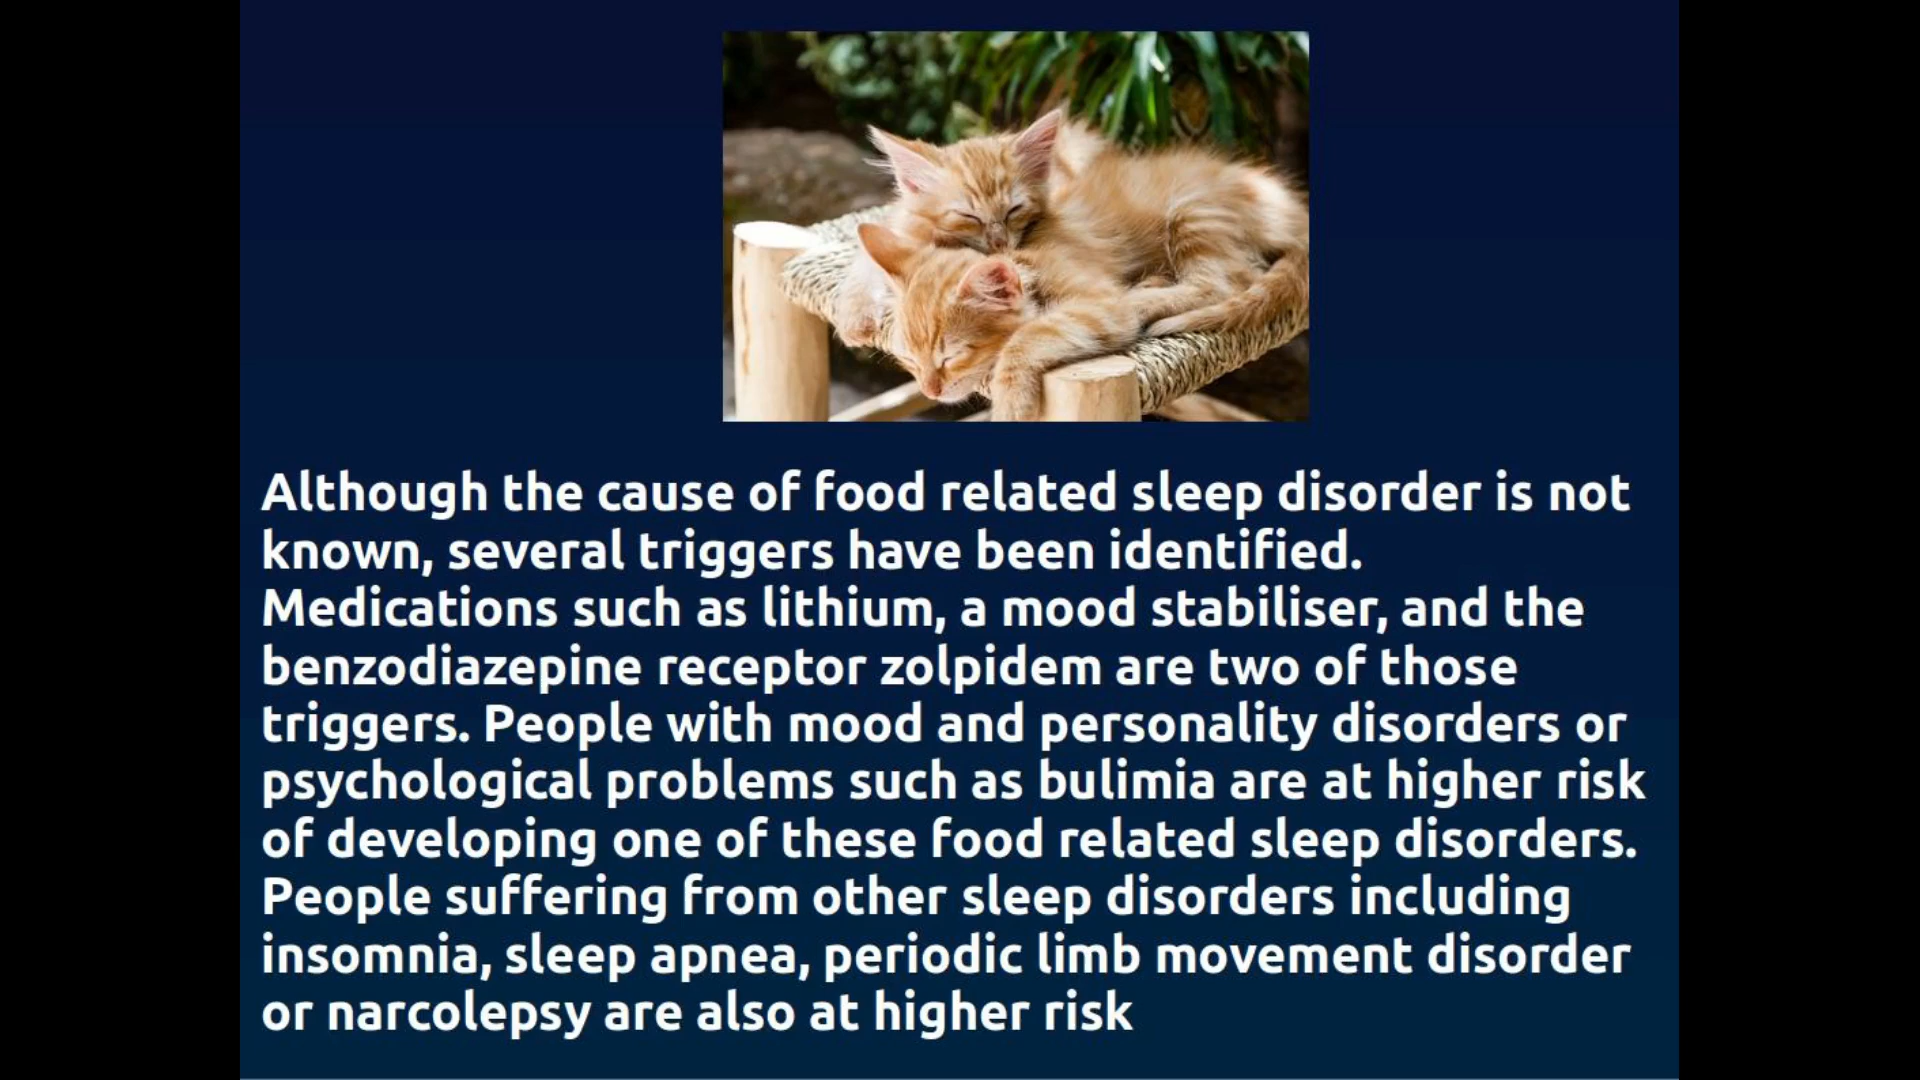 Although the cause of food related sleep disorder is not
known, several triggers have been identified.
Medications such as lithium, a mood stabiliser, and the
benzodiazepine receptor zolpidem are two of those
triggers. People with mood and personality disorders or
psychological problems such as bulimia are at higher risk
of developing one of these food related sleep disorders.
People suffering from other sleep disorders including
insomnia, sleep apnea, periodic limb movement disorder
or narcolepsy are also at higher risk